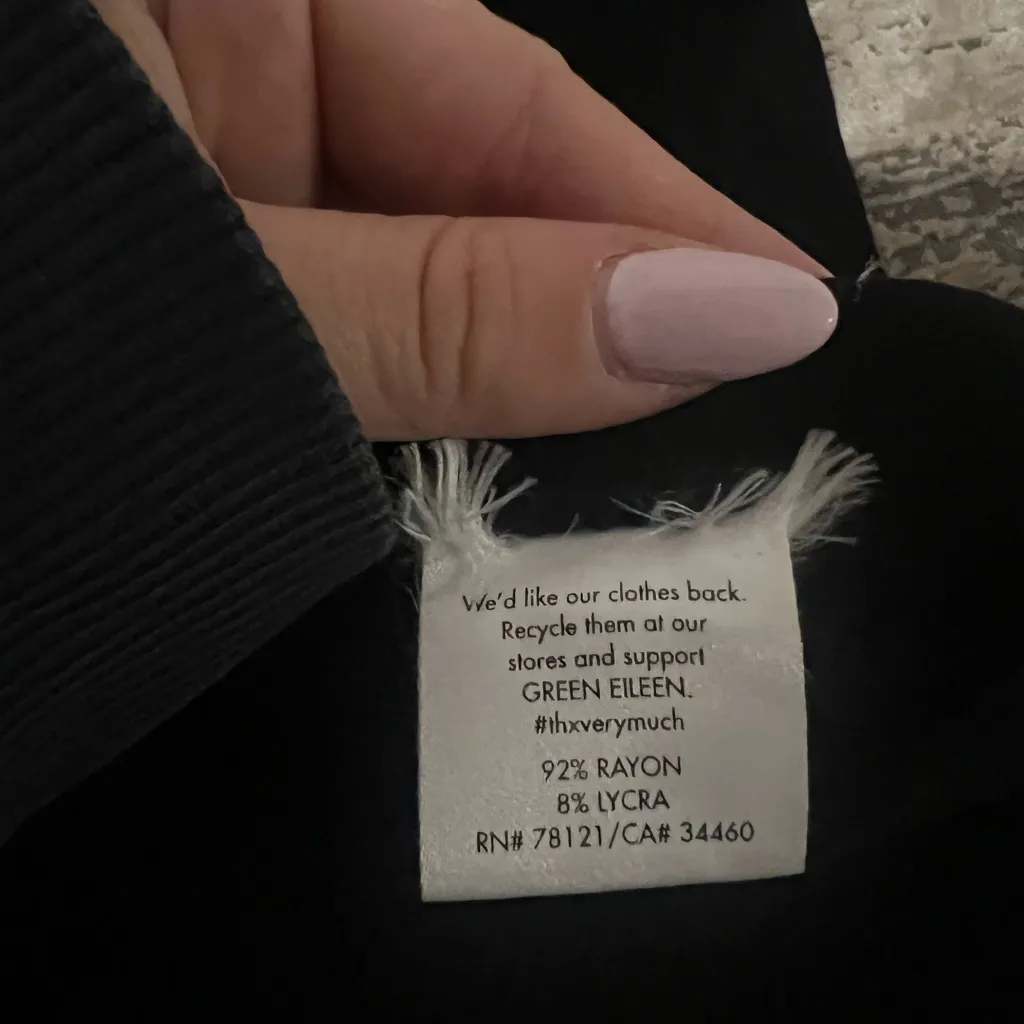 We'd like our clothes back.
Recycle them at our
stores and support
GREEN EILEEN.
#thxverymuch
92% RAYON
8% LYCRA
RN# 78121/CA# 34460